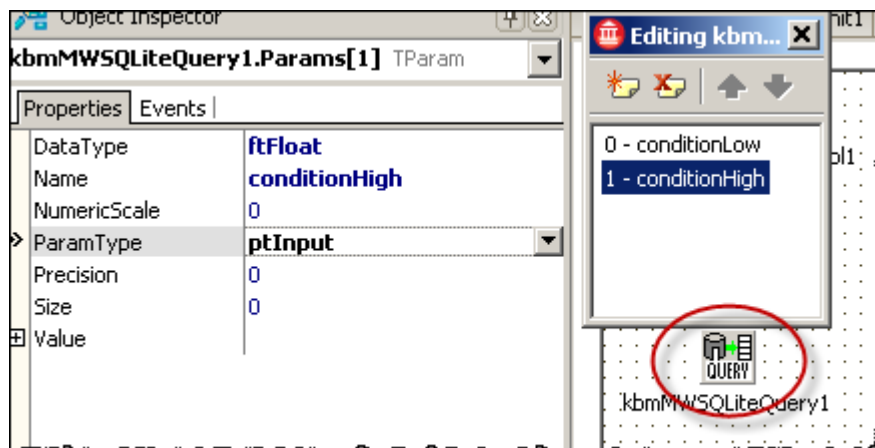 Object Inspector
kbmMWSQLiteQuery1.Params[1] TParam
Properties Events
DataType ftFloat
Name conditionHigh
NumericScale 0
ParamType ptInput
Precision 0
Size 0
Value
nit1
Editing kbm...
0 - conditionLow
1 - conditionHigh
ol1
QUERY
kbmMWSQLiteQuery1